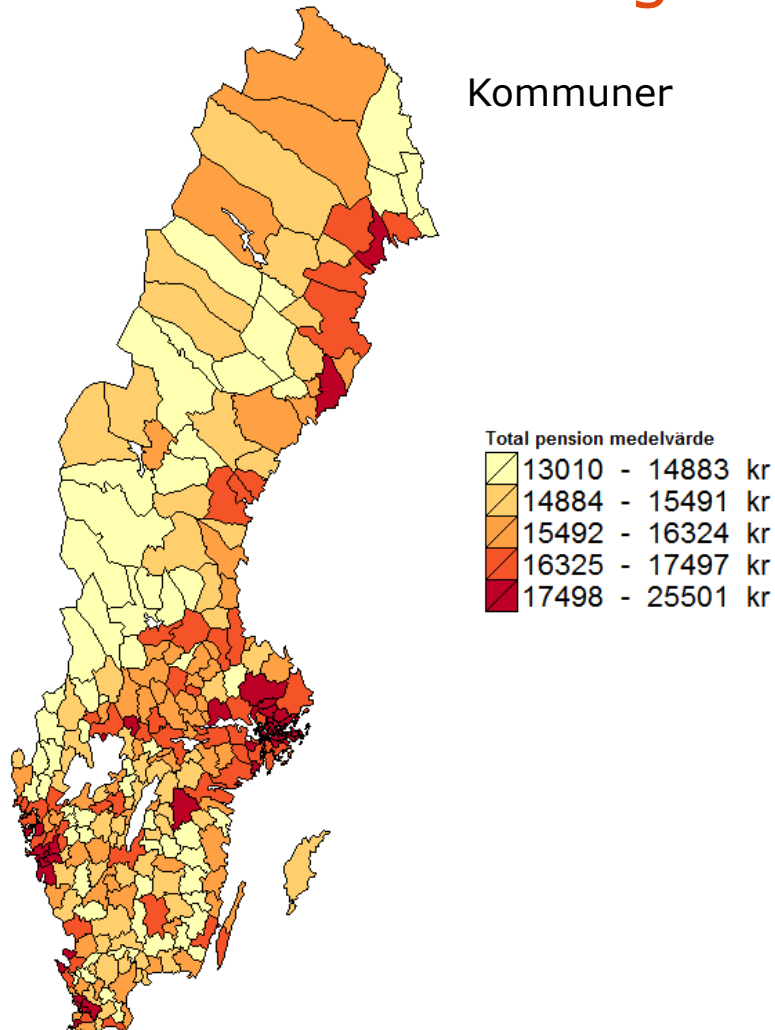 Kommuner
Total pension medelvärde
13010 - 14883 kr
14884 - 15491 kr
15492 - 16324 kr
16325 - 17497 kr
17498 - 25501 kr